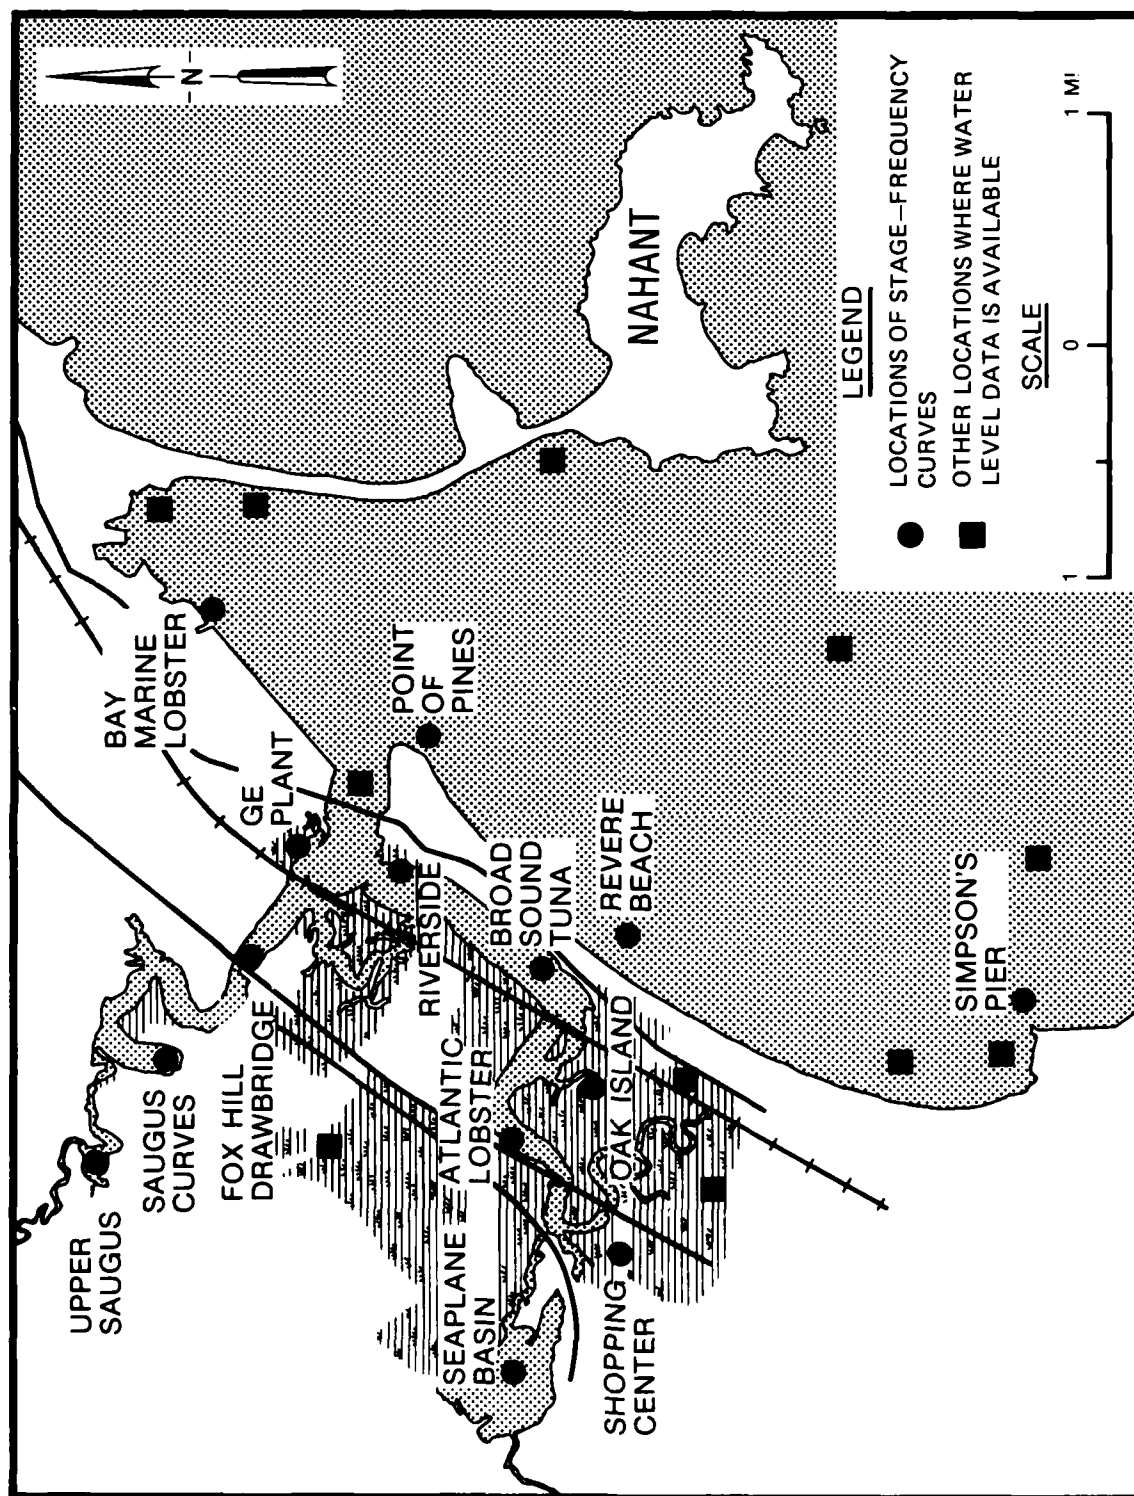 -N-
UPPER
SAUGUS
SAUGUS
CURVES
FOX HILL
DRAWBRIDGE
BAY
MARINE
LOBSTER
GE
PLANT
POINT
OF
PINES
RIVERSIDE
BROAD
SOUND
TUNA
REVERE
BEACH
SEAPLANE
BASIN
ATLANTIC
LOBSTER
OAK ISLAND
SHOPPING
CENTER
SIMPSON'S
PIER
NAHANT
LEGEND
LOCATIONS OF STAGE-FREQUENCY
CURVES
OTHER LOCATIONS WHERE WATER
LEVEL DATA IS AVAILABLE
SCALE
1 0 1 MI